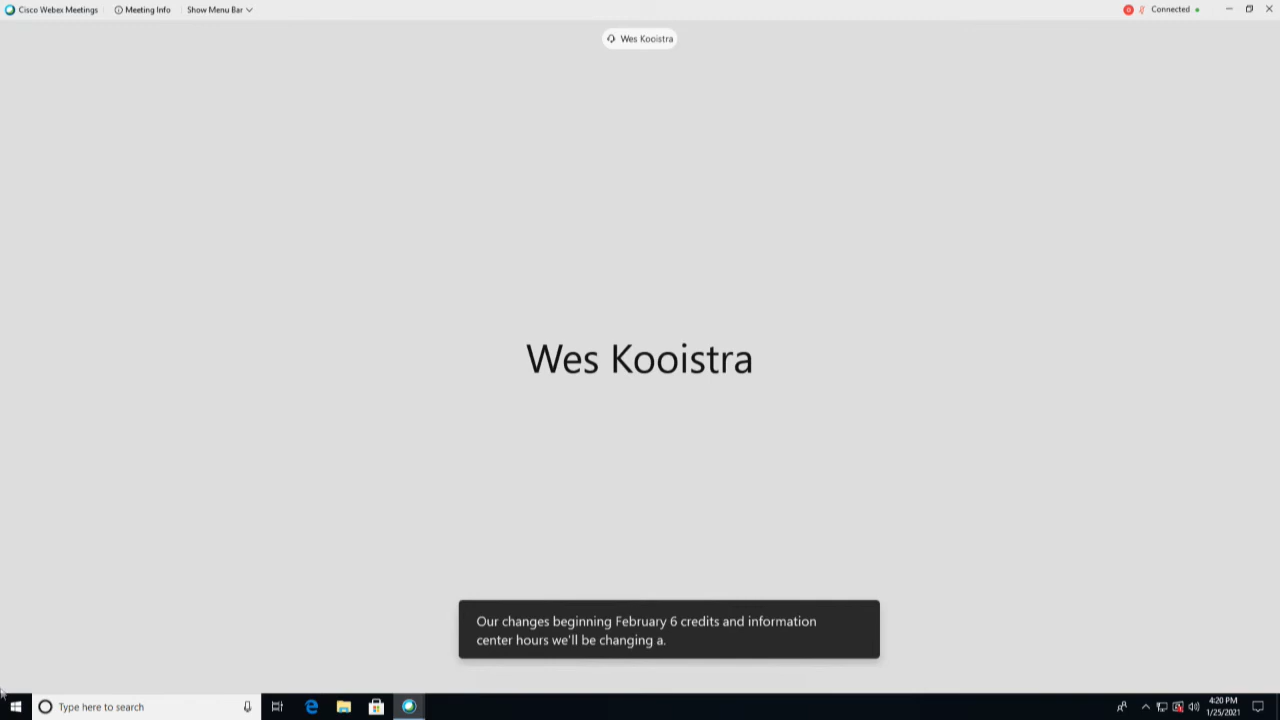 Cisco Webex Meetings
Meeting Info
Show Menu Bar
Connected
Wes Kooistra
Wes Kooistra
Our changes beginning February 6 credits and information
center hours we'll be changing a.
Type here to search
4:20 PM
1/25/2021